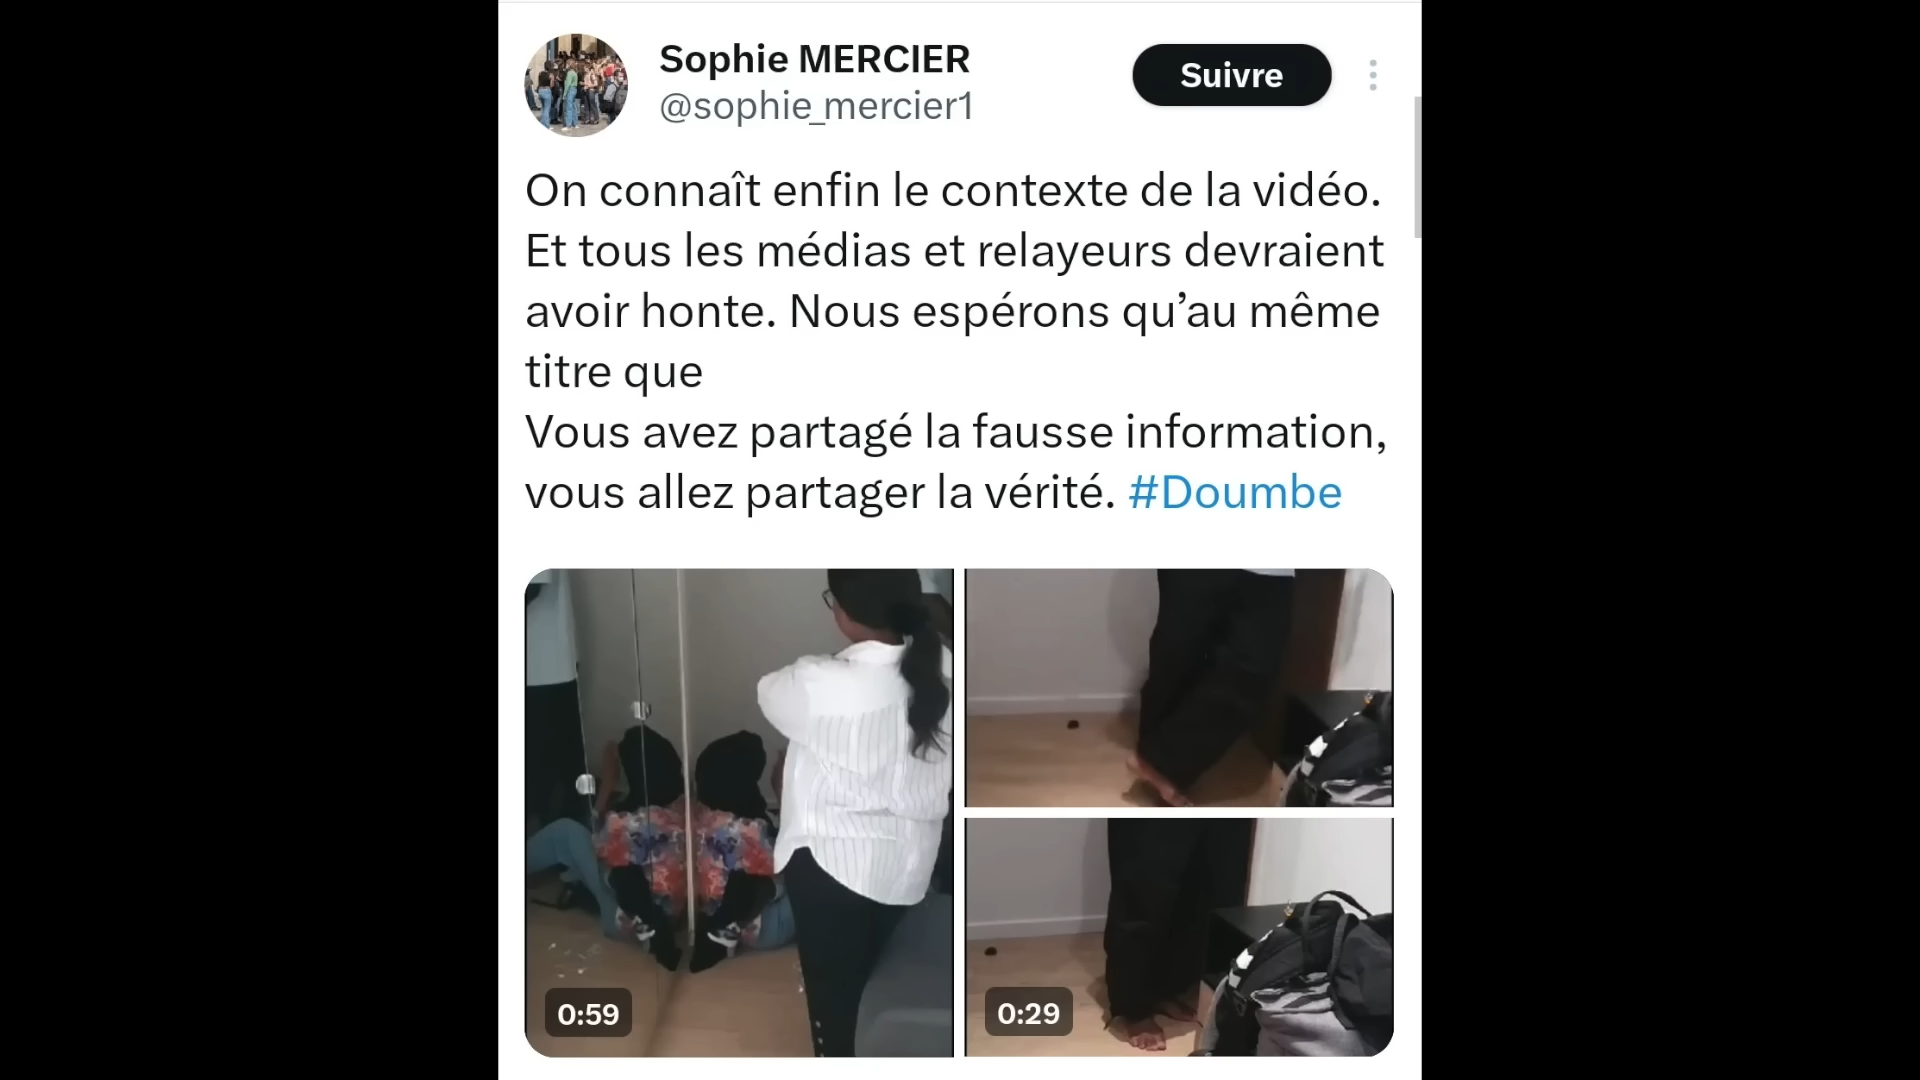 Sophie MERCIER
@sophie_mercier1
Suivre
On connaît enfin le contexte de la vidéo.
Et tous les médias et relayeurs devraient
avoir honte. Nous espérons qu’au même
titre que
Vous avez partagé la fausse information,
vous allez partager la vérité. #Doumbe
0:59
0:29